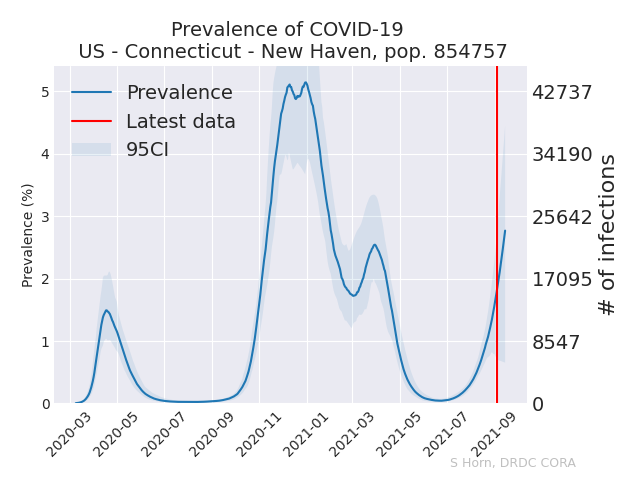 Prevalence of COVID-19
US - Connecticut - New Haven, pop. 854757
Prevalence
Latest data
95CI
Prevalence (%)
5
4
3
2
1
0
42737
34190
25642
17095
8547
0
# of infections
2020-03
2020-05
2020-07
2020-09
2020-11
2021-01
2021-03
2021-05
2021-07
2021-09
S Horn, DRDC CORA